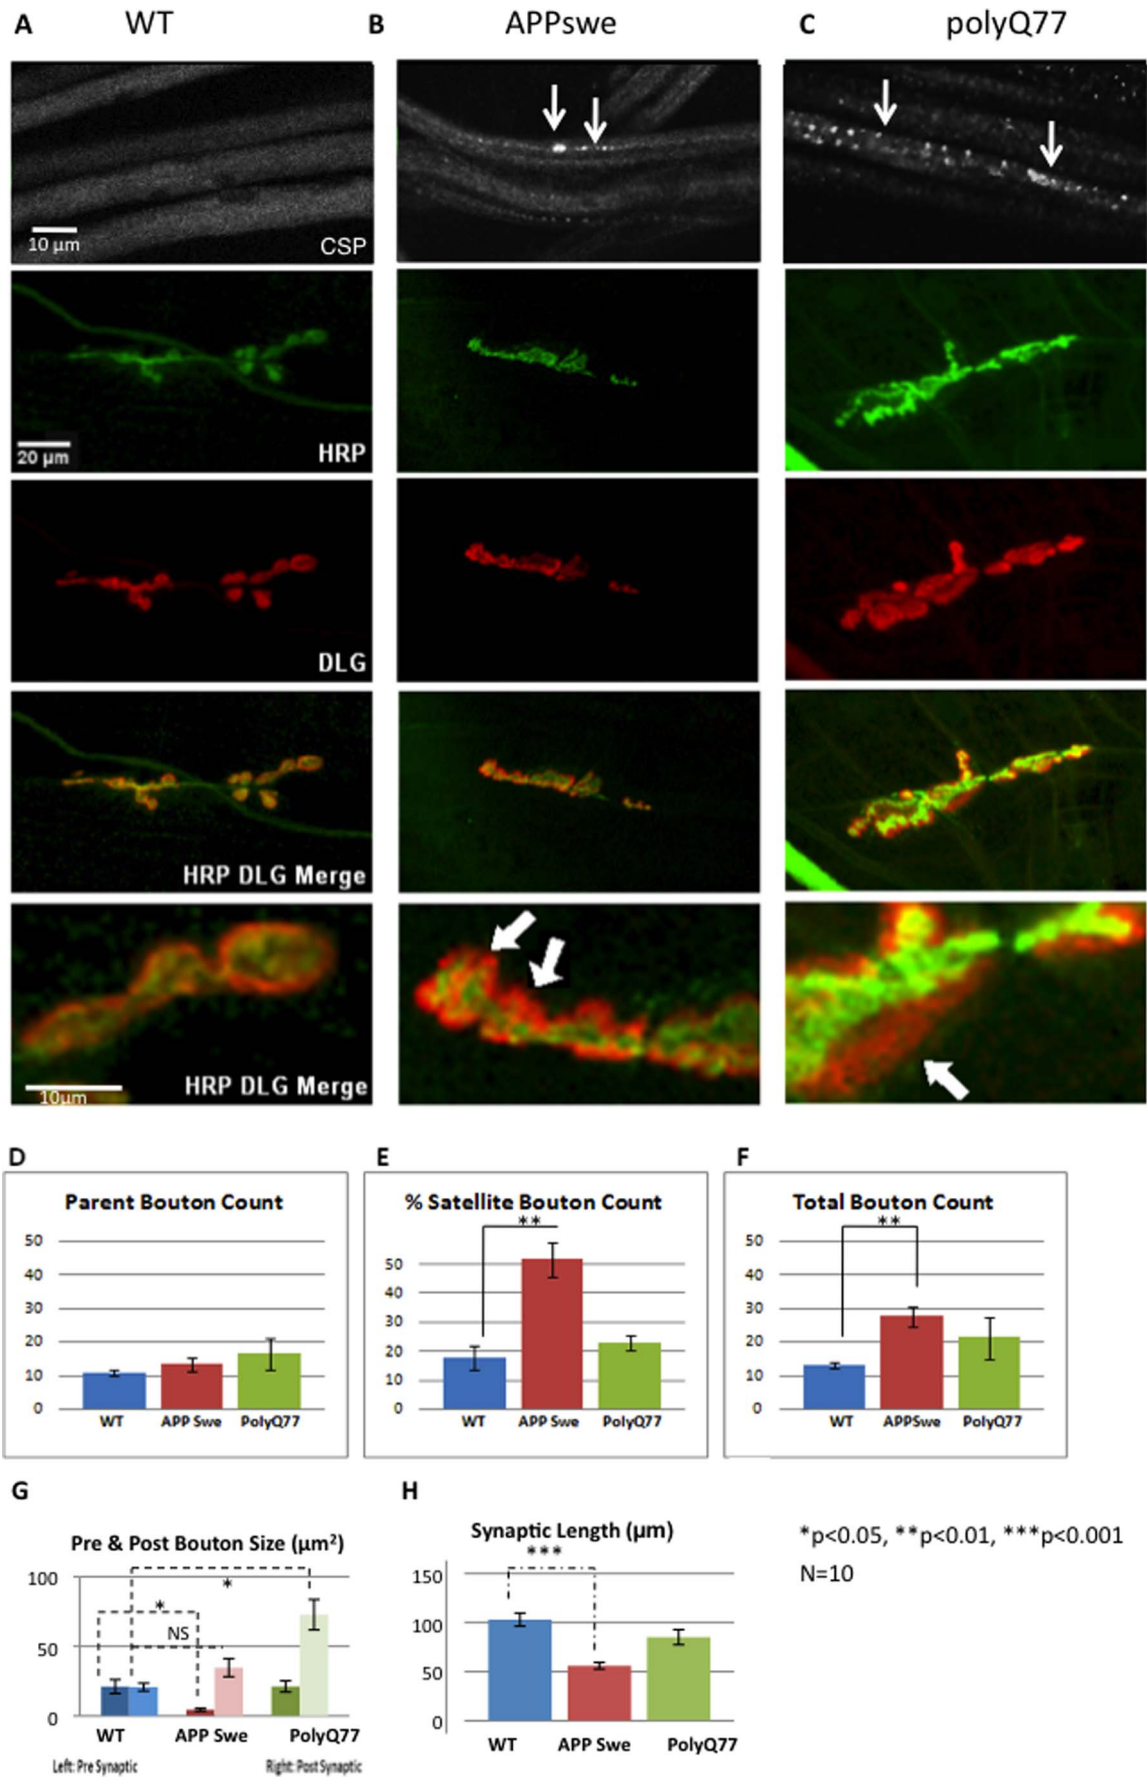 A WT B APPswe C polyQ77
10 µm
CSP
20 µm
HRP
DLG
HRP DLG Merge
HRP DLG Merge
10µm
D E F
Parent Bouton Count
50
40
30
20
10
0
WT APP Swe PolyQ77
% Satellite Bouton Count
**
50
40
30
20
10
0
WT APP Swe PolyQ77
Total Bouton Count
**
50
40
30
20
10
0
WT APPSwe PolyQ77
G
Pre & Post Bouton Size (µm²)
100
*
*
NS
50
0
WT APP Swe PolyQ77
Left: Pre Synaptic Right: Post Synaptic
H
Synaptic Length (µm)
***
150
100
50
0
WT APP Swe PolyQ77
*p<0.05, **p<0.01, ***p<0.001
N=10